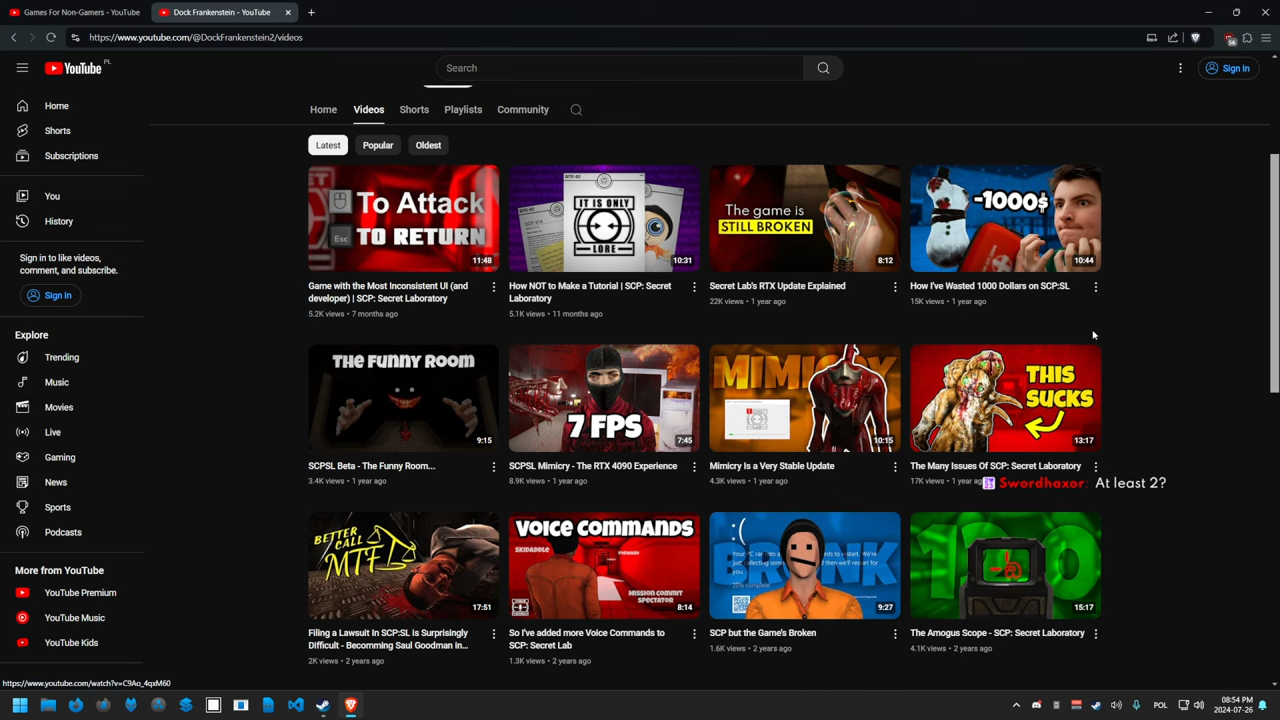 Games For Non-Gamers - YouTube
Dock Frankenstein - YouTube
https://www.youtube.com/@DockFrankenstein2/videos
56
YouTube PL
Search
Sign in
Home
Shorts
Subscriptions
You
History
Sign in to like videos,
comment, and subscribe.
Sign in
Explore
Trending
Music
Movies
Live
Gaming
News
Sports
Podcasts
More from YouTube
YouTube Premium
YouTube Music
YouTube Kids
Home Videos Shorts Playlists Community
Latest Popular Oldest
To Attack
Esc TO RETURN
11:48
Game with the Most Inconsistent UI (and
developer) | SCP: Secret Laboratory
5.2K views • 7 months ago
IT IS ONLY
LORE
10:31
How NOT to Make a Tutorial | SCP: Secret
Laboratory
5.1K views • 11 months ago
The game is
STILL BROKEN
8:12
Secret Lab's RTX Update Explained
22K views • 1 year ago
-1000$
10:44
How I've Wasted 1000 Dollars on SCP:SL
15K views • 1 year ago
THE FUNNY ROOM
9:15
SCPSL Beta - The Funny Room...
3.4K views • 1 year ago
7 FPS
7:45
SCPSL Mimicry - The RTX 4090 Experience
8.9K views • 1 year ago
MIMICRY
10:15
Mimicry Is a Very Stable Update
4.3K views • 1 year ago
THIS
SUCKS
13:17
The Many Issues Of SCP: Secret Laboratory
17K views • 1 year ag
Swordhaxor: At least 2?
BETTER
CALL
MTF
17:51
Filing a Lawsuit In SCP:SL is Surprisingly
Difficult - Becomming Saul Goodman in...
2K views • 2 years ago
VOICE COMMANDS
SKIDADDLE
FORWARD
MISSION COMMIT
SPECTATOR
8:14
So I've added more Voice Commands to
SCP: Secret Lab
1.3K views • 2 years ago
:(
9:27
SCP but the Game's Broken
1.6K views • 2 years ago
15:17
The Amogus Scope - SCP: Secret Laboratory
4.1K views • 2 years ago
https://www.youtube.com/watch?v=C9Ao_4qxM60
POL
08:54 PM
2024-07-26